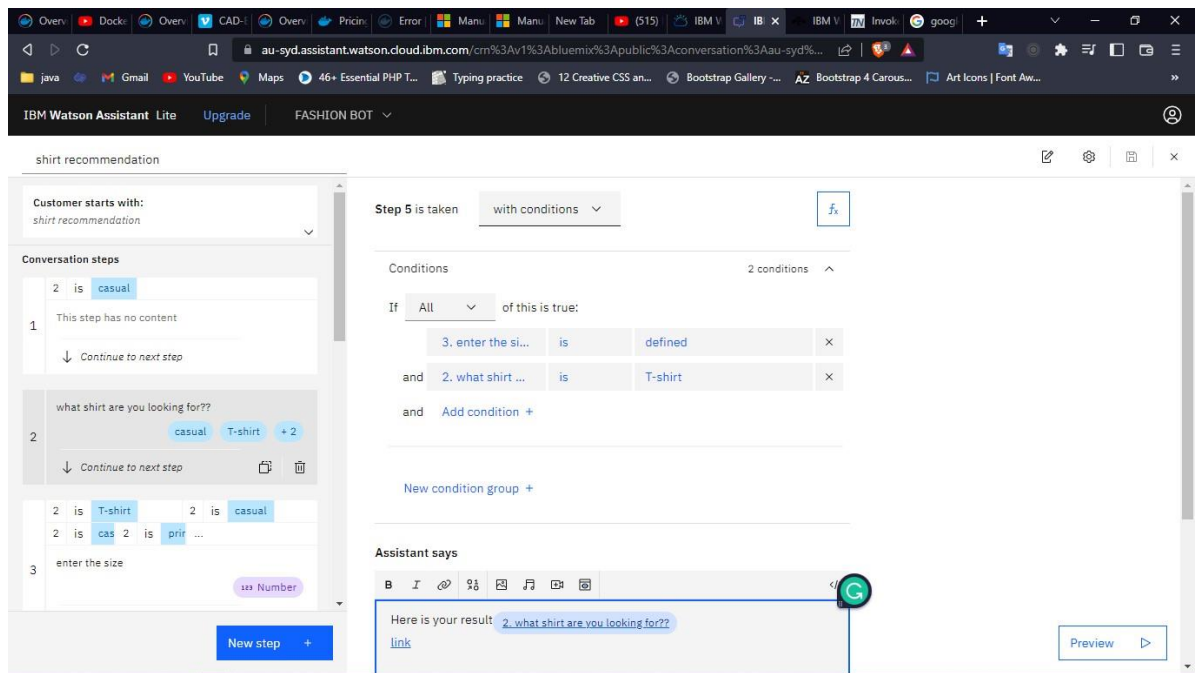 Overv Docke Overv CAD-E Overv Pricing Error Manu Manu New Tab (515) IBM W IBI IBM V Invok googl
au-syd.assistant.watson.cloud.ibm.com/crn%3Av1%3Abluemix%3Apublic%3Aconversation%3Aau-syd%...
java Gmail YouTube Maps 46+ Essential PHP T... Typing practice 12 Creative CSS an... Bootstrap Gallery -... Bootstrap 4 Carous... Art Icons | Font Aw... »
IBM Watson Assistant Lite Upgrade FASHION BOT
shirt recommendation
Customer starts with:
shirt recommendation
Conversation steps
2 is casual
1
This step has no content
Continue to next step
what shirt are you looking for??
casual T-shirt + 2
2
Continue to next step
2 is T-shirt 2 is casual
2 is cas 2 is prir ...
enter the size
3
123 Number
New step +
Step 5 is taken with conditions
fx
Conditions 2 conditions
If All of this is true:
3. enter the si... is defined
and 2. what shirt ... is T-shirt
and Add condition +
New condition group +
Assistant says
B I </
G
Here is your result 2. what shirt are you looking for??
link
Preview